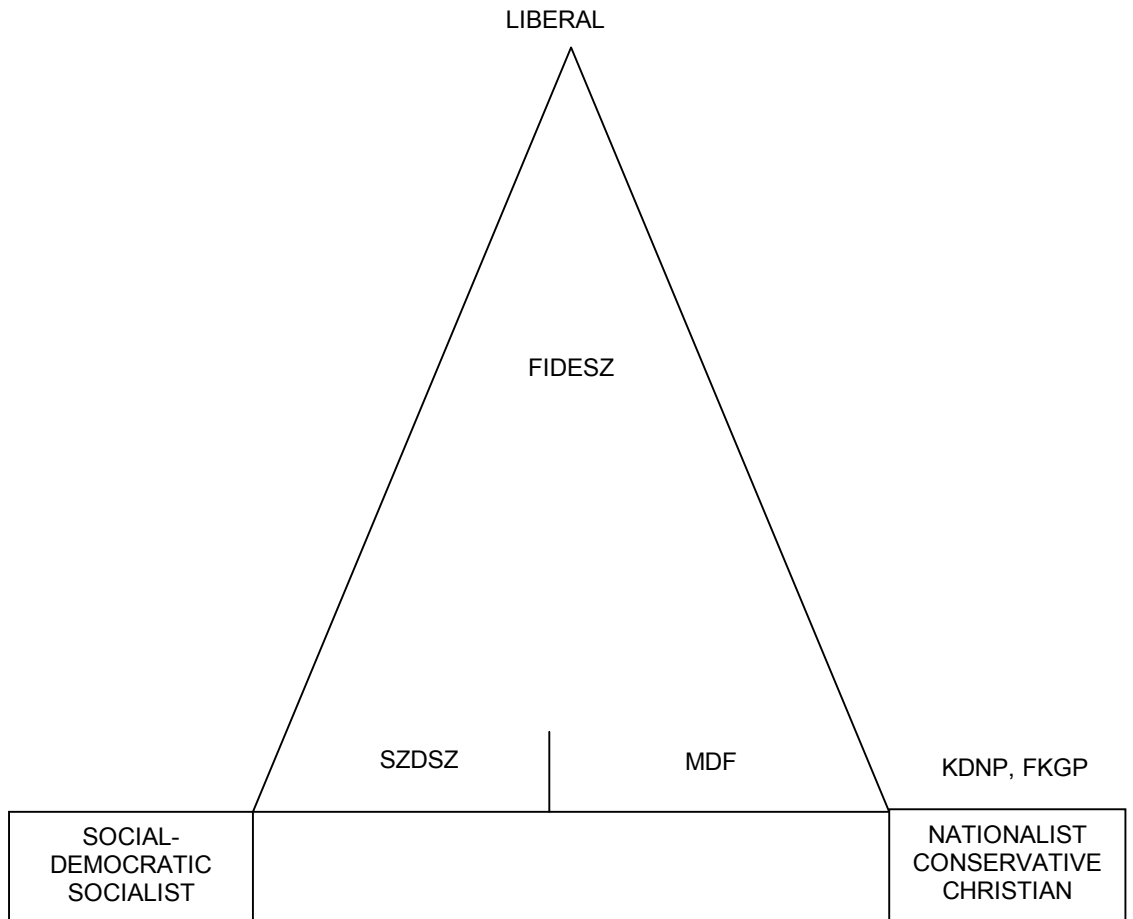 LIBERAL
FIDESZ
SZDSZ
MDF
KDNP, FKGP
SOCIAL-
DEMOCRATIC
SOCIALIST
NATIONALIST
CONSERVATIVE
CHRISTIAN